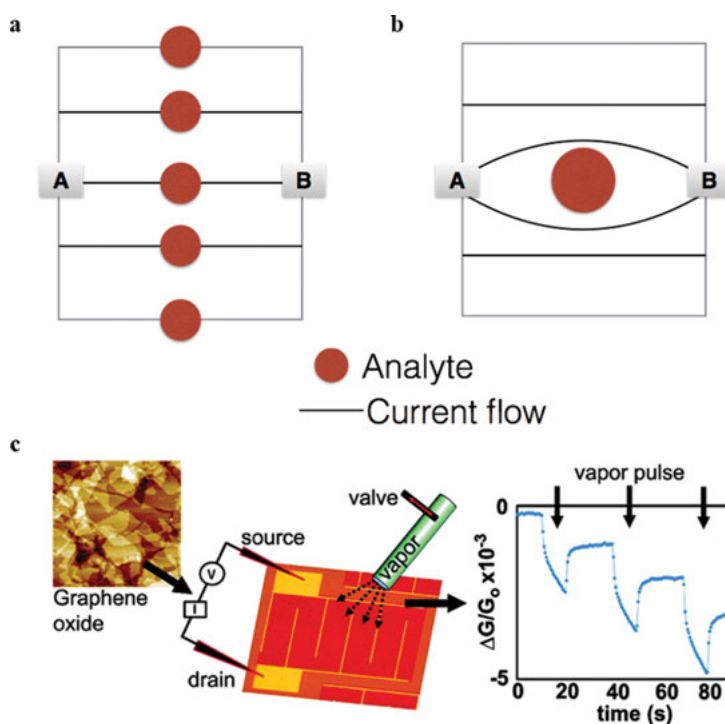 a
b
A
B
A
B
Analyte
Current flow
c
vapor pulse
valve
source
vapor
V
I
Graphene
oxide
drain
0
-5
ΔG/G₀ x10⁻³
0 20 40 60 80
time (s)